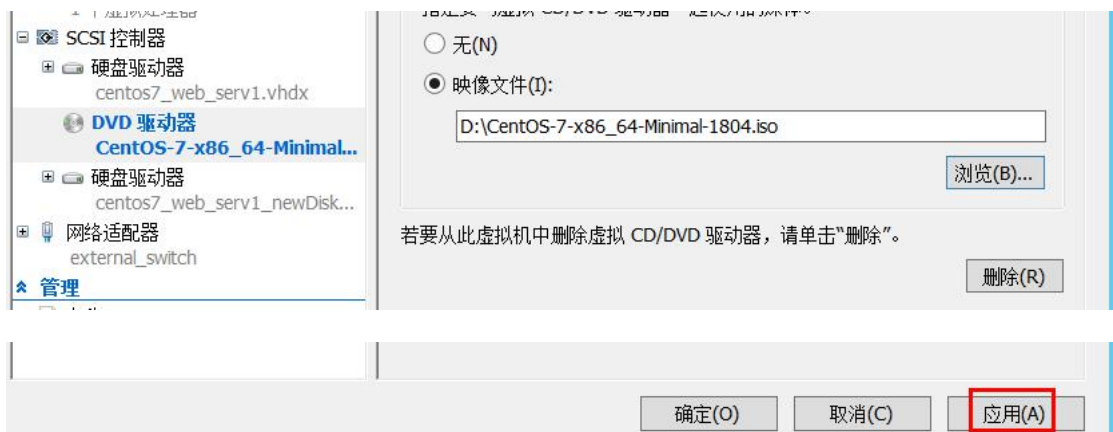 SCSI 控制器
硬盘驱动器
centos7_web_serv1.vhdx
DVD 驱动器
CentOS-7-x86_64-Minimal...
硬盘驱动器
centos7_web_serv1_newDisk...
网络适配器
external_switch
管理
无(N)
映像文件(I):
D:\CentOS-7-x86_64-Minimal-1804.iso
浏览(B)...
若要从此虚拟机中删除虚拟 CD/DVD 驱动器，请单击“删除”。
删除(R)
确定(O)
取消(C)
应用(A)